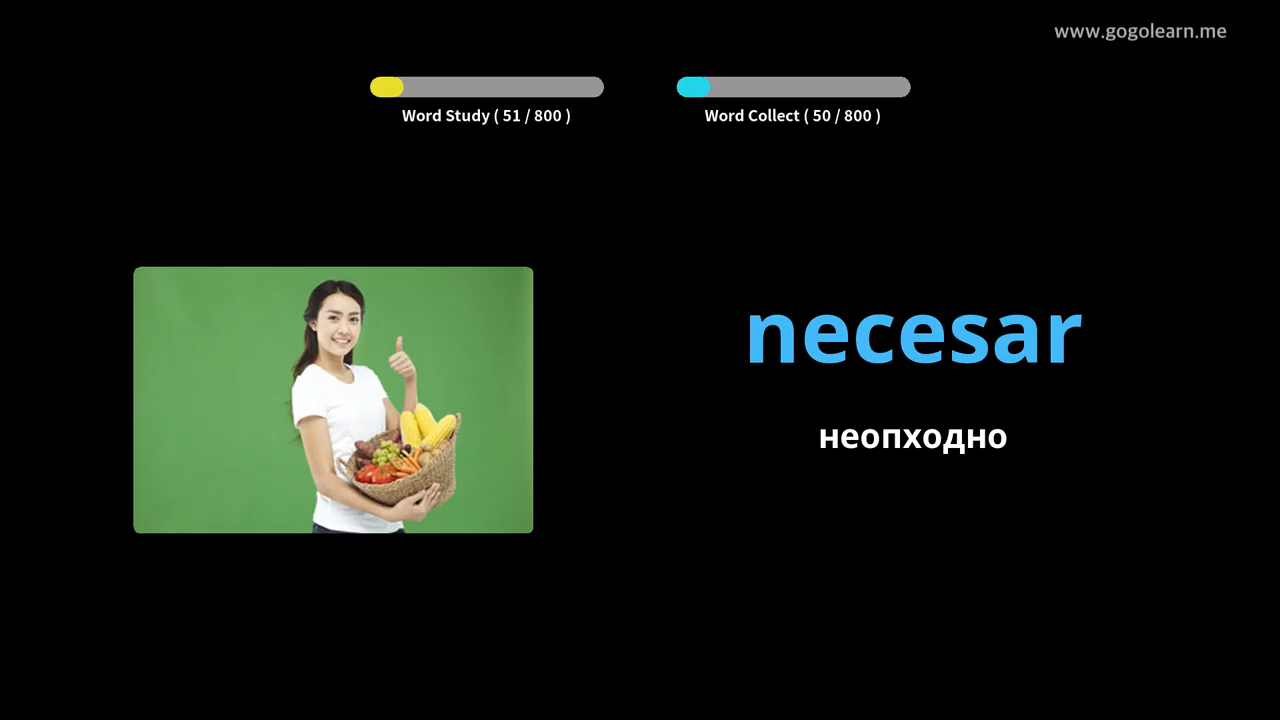 www.gogolearn.me
Word Study ( 51 / 800 )
Word Collect ( 50 / 800 )
necesar
неопходно